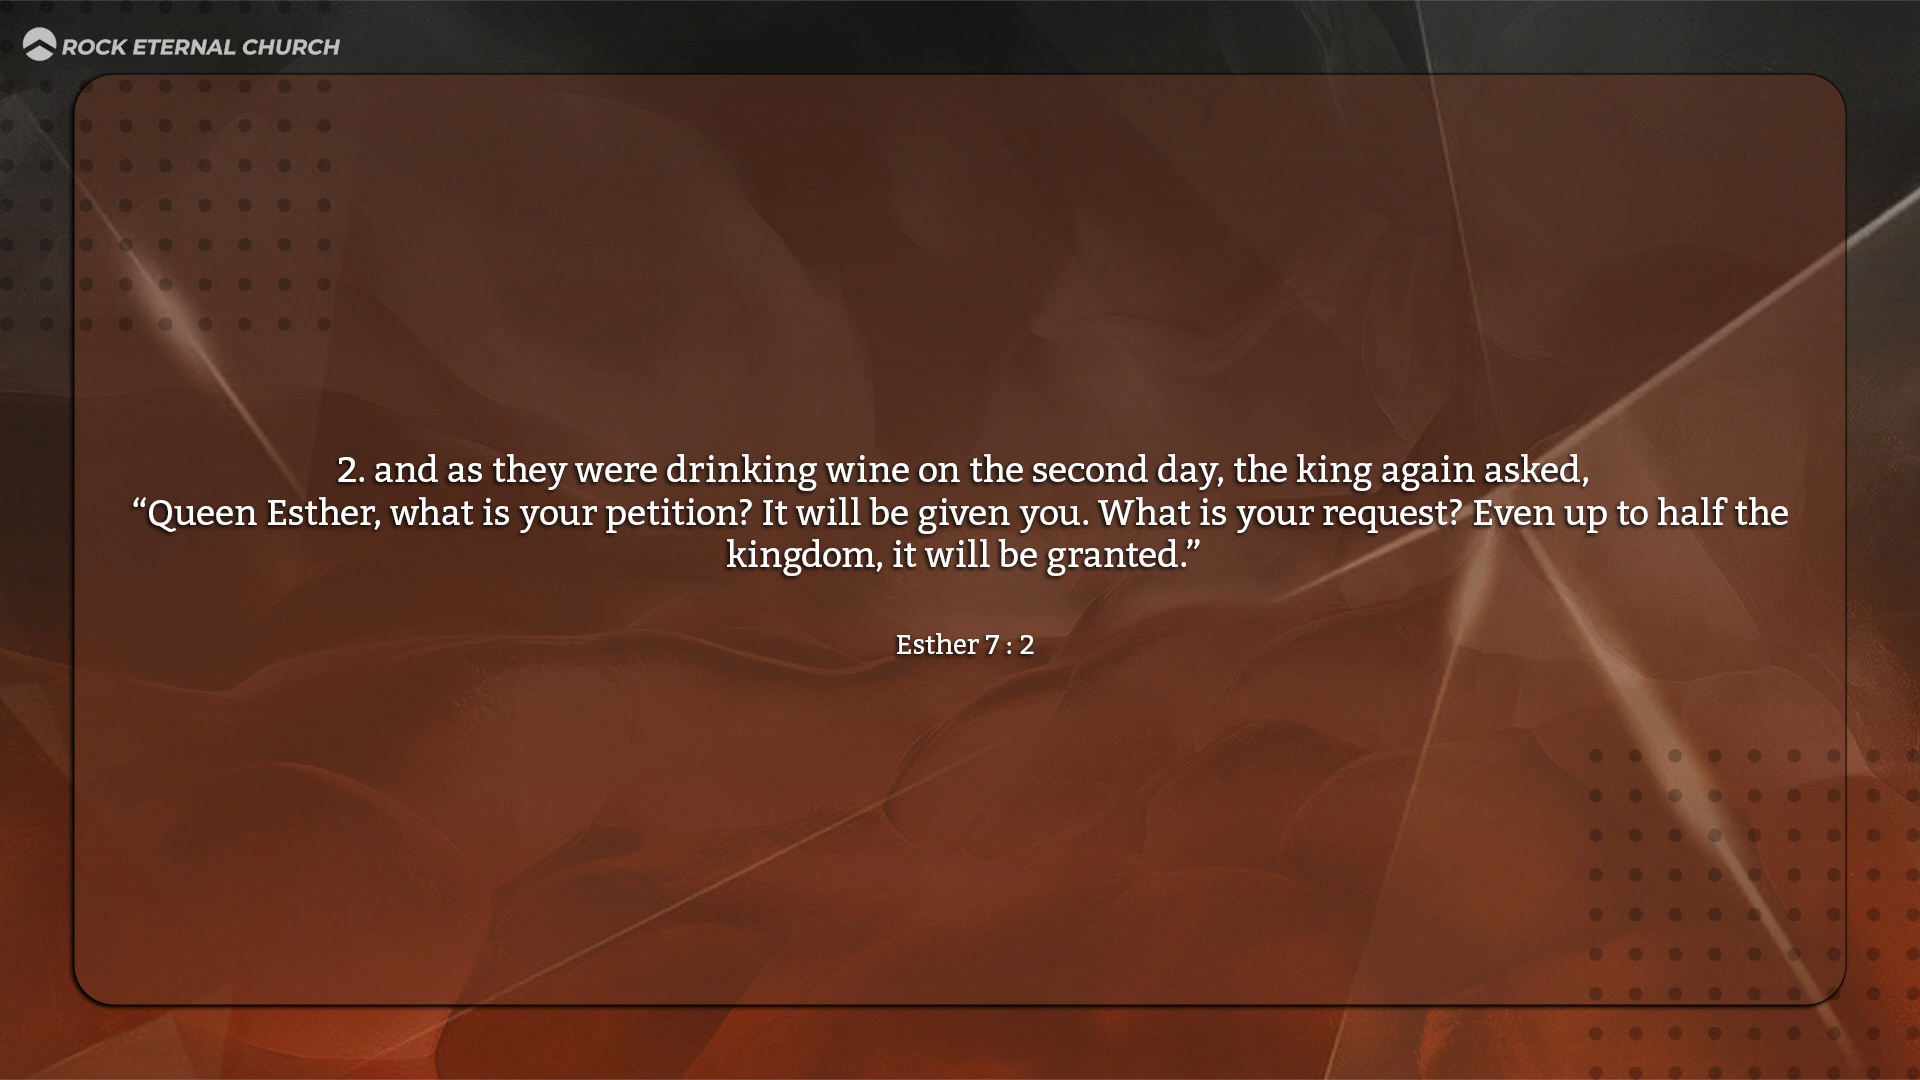 ROCK ETERNAL CHURCH
2. and as they were drinking wine on the second day, the king again asked,
“Queen Esther, what is your petition? It will be given you. What is your request? Even up to half the
kingdom, it will be granted.”
Esther 7 : 2